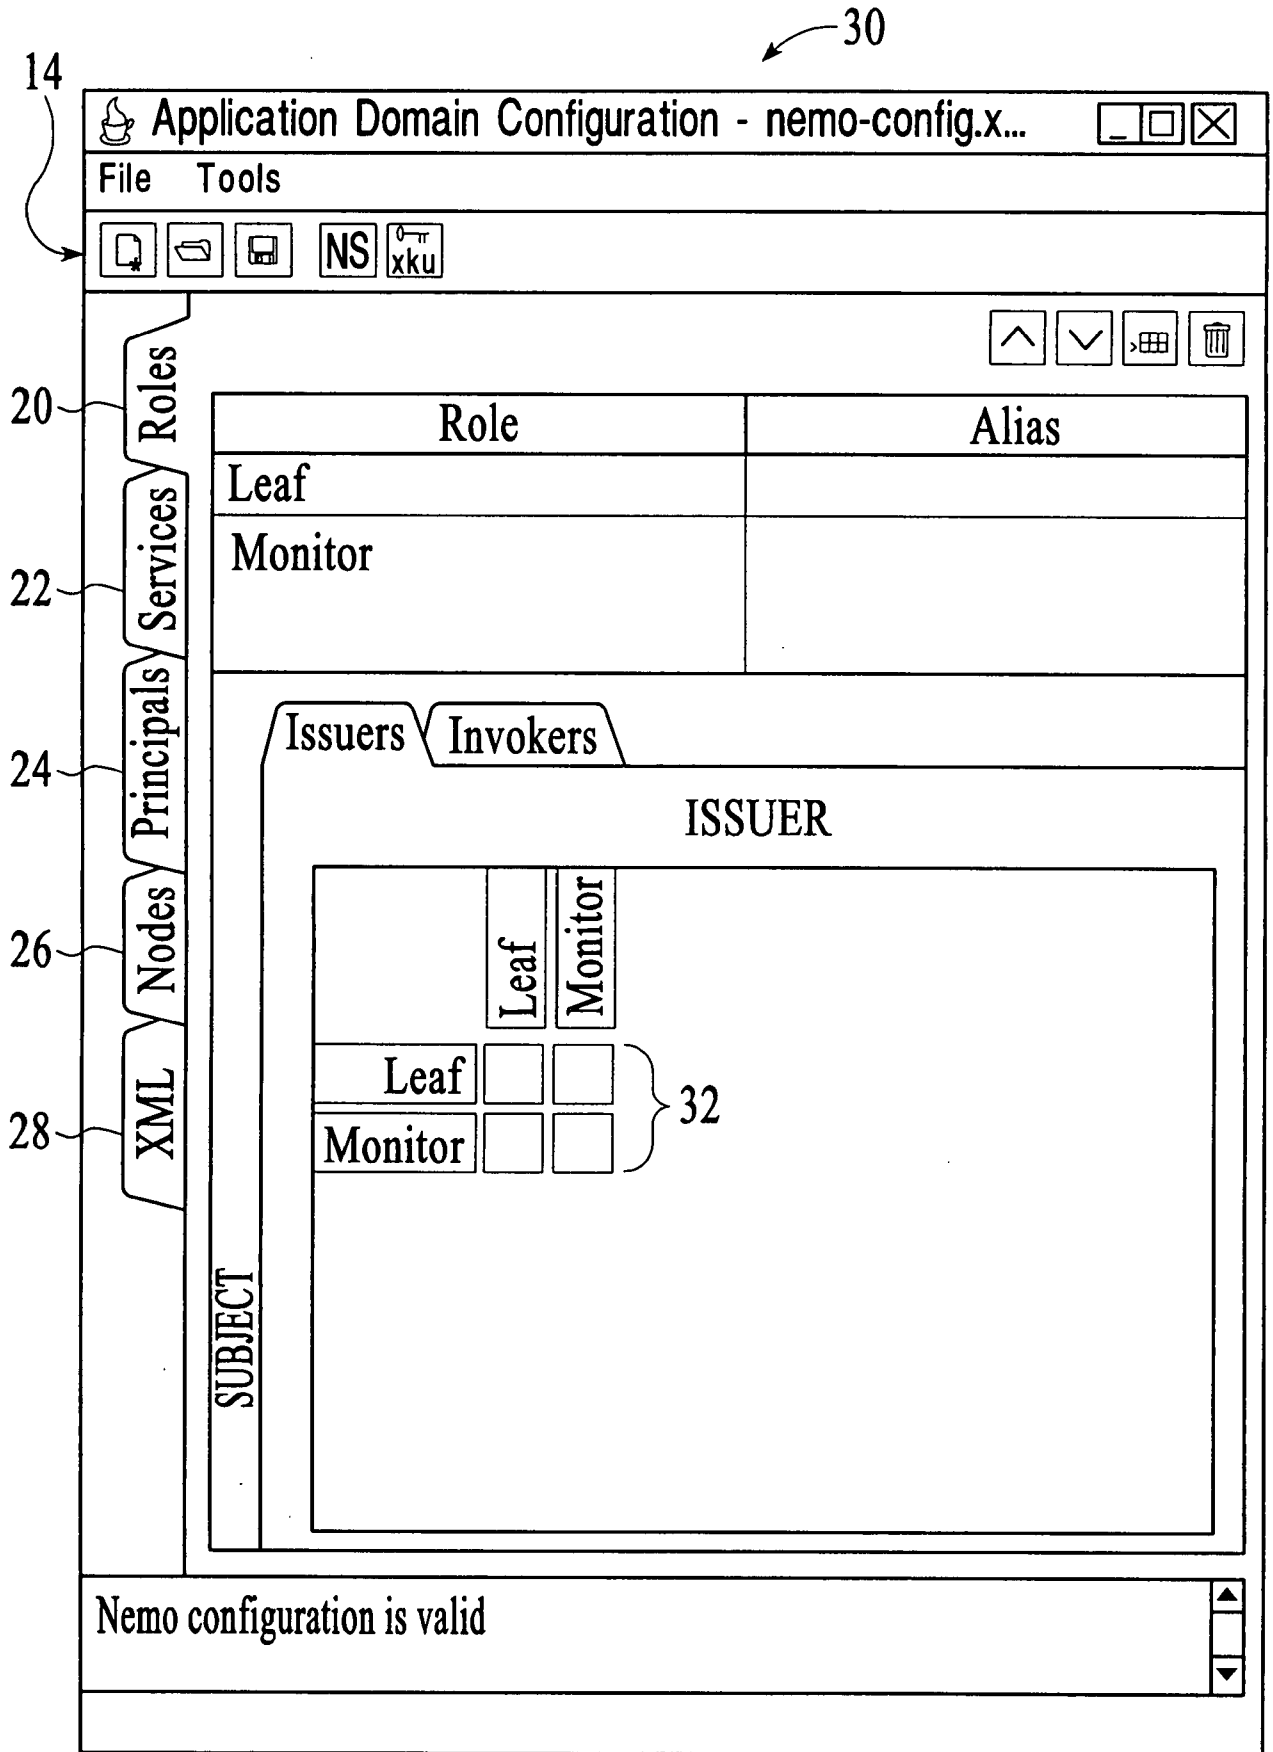 30
14
Application Domain Configuration - nemo-config.x...
File Tools
NS xku
20 Roles
Role Alias
Leaf
Monitor
22 Services
24 Principals
Issuers Invokers
ISSUER
26 Nodes
Leaf Monitor
Leaf
Monitor
32
28 XML
SUBJECT
Nemo configuration is valid